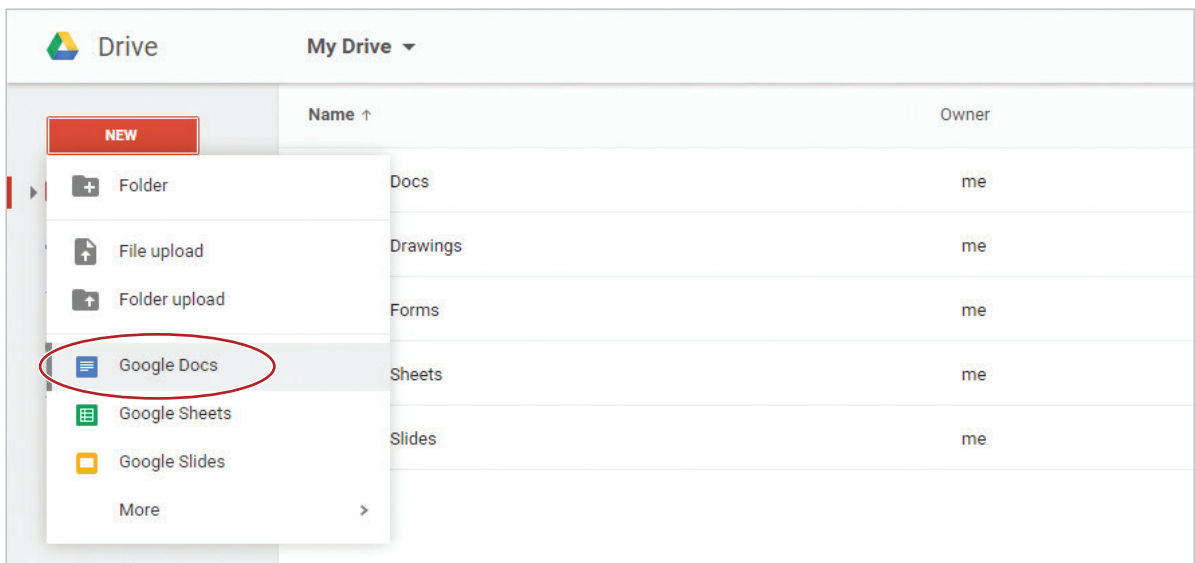 Drive
My Drive
NEW
Name ↑
Owner
Folder
File upload
Folder upload
Google Docs
Google Sheets
Google Slides
More
Docs
me
Drawings
me
Forms
me
Sheets
me
Slides
me